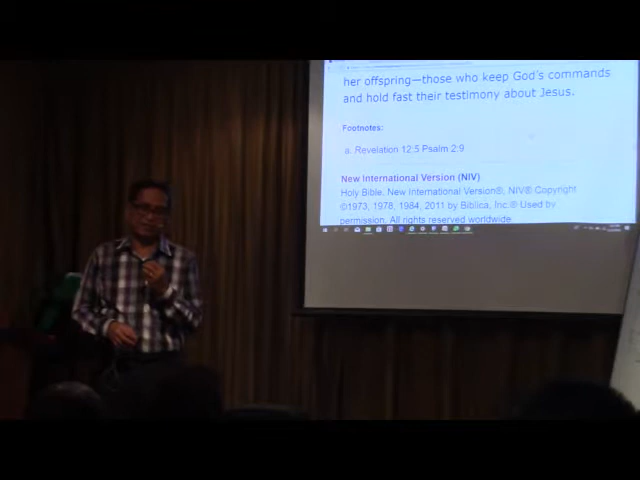 her offspring—those who keep God's commands
and hold fast their testimony about Jesus.
Footnotes:
a. Revelation 12:5 Psalm 2:9
New International Version (NIV)
Holy Bible, New International Version®, NIV® Copyright
©1973, 1978, 1984, 2011 by Biblica, Inc.® Used by
permission. All rights reserved worldwide